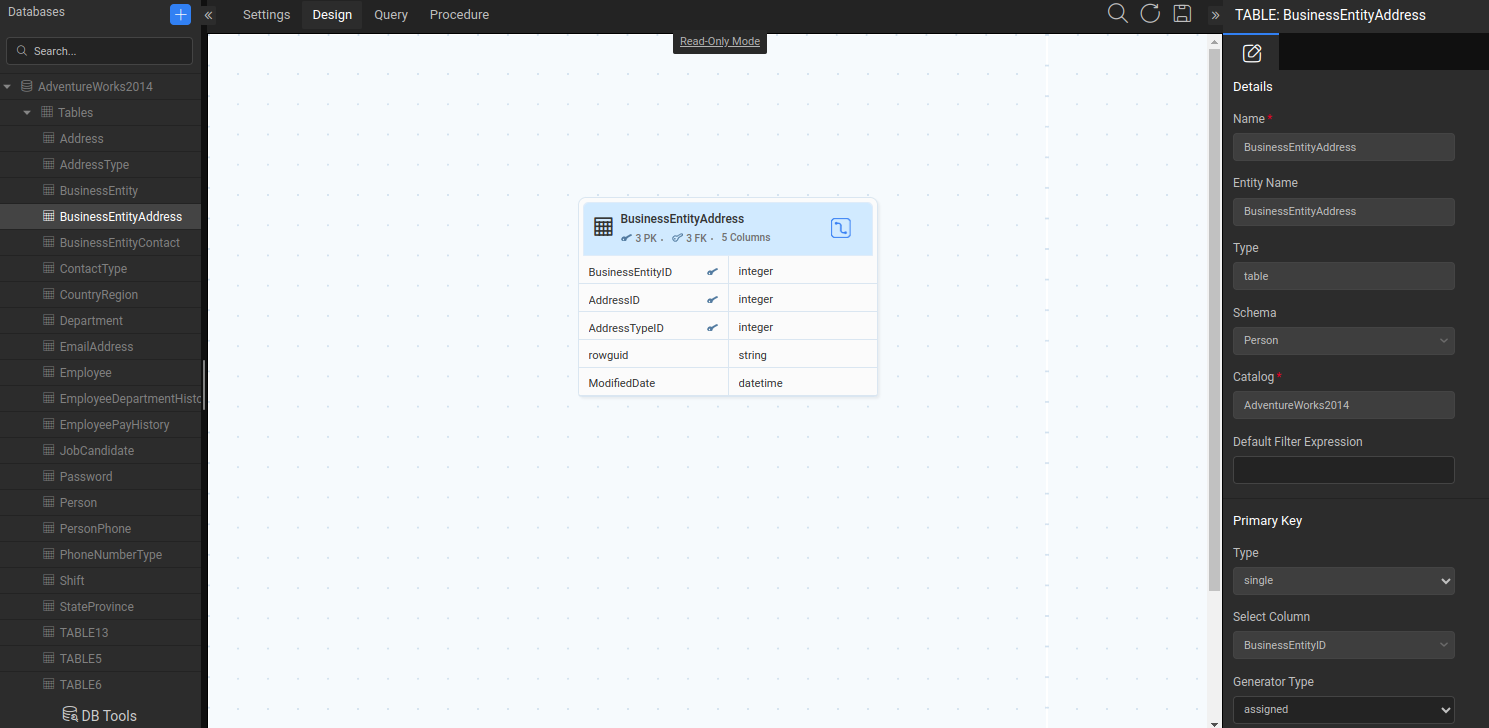 Databases
Search...
AdventureWorks2014
Tables
Address
AddressType
BusinessEntity
BusinessEntityAddress
BusinessEntityContact
ContactType
CountryRegion
Department
EmailAddress
Employee
EmployeeDepartmentHisto
EmployeePayHistory
JobCandidate
Password
Person
PersonPhone
PhoneNumberType
Shift
StateProvince
TABLE13
TABLE5
TABLE6
DB Tools
Settings Design Query Procedure
Read-Only Mode
BusinessEntityAddress
3 PK . 3 FK . 5 Columns
BusinessEntityID integer
AddressID integer
AddressTypeID integer
rowguid string
ModifiedDate datetime
TABLE: BusinessEntityAddress
Details
Name *
BusinessEntityAddress
Entity Name
BusinessEntityAddress
Type
table
Schema
Person
Catalog *
AdventureWorks2014
Default Filter Expression
Primary Key
Type
single
Select Column
BusinessEntityID
Generator Type
assigned